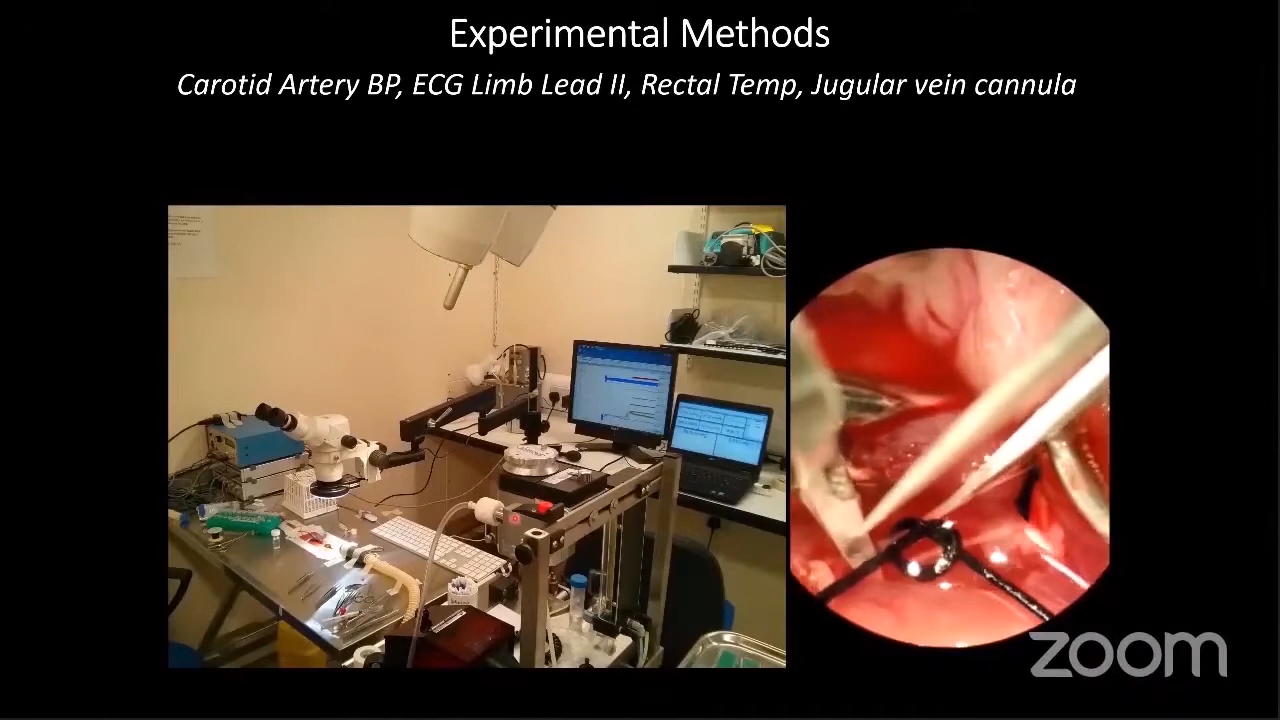 Experimental Methods
Carotid Artery BP, ECG Limb Lead II, Rectal Temp, Jugular vein cannula
zoom